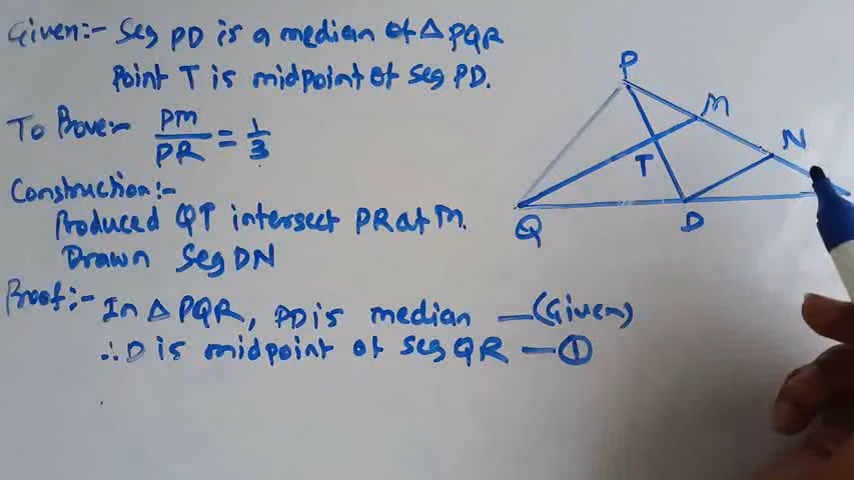 Given:- Seg PD is a median of △PQR
Point T is midpoint of seg PD.
To Prove:- PM/PR = 1/3
Construction:-
Produced QT intersect PR at M.
Drawn seg DN
Proof:- In △PQR, PD is median —(Given)
∴ D is midpoint of seg QR — ①
P
M
N
T
Q
D